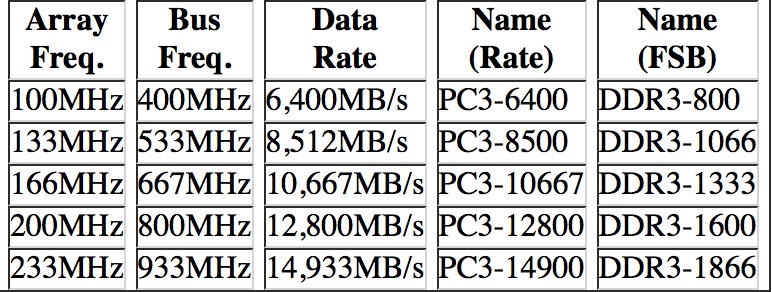 Array Bus Data Name Name
Freq. Freq. Rate (Rate) (FSB)
100MHz 400MHz 6,400MB/s PC3-6400 DDR3-800
133MHz 533MHz 8,512MB/s PC3-8500 DDR3-1066
166MHz 667MHz 10,667MB/s PC3-10667 DDR3-1333
200MHz 800MHz 12,800MB/s PC3-12800 DDR3-1600
233MHz 933MHz 14,933MB/s PC3-14900 DDR3-1866